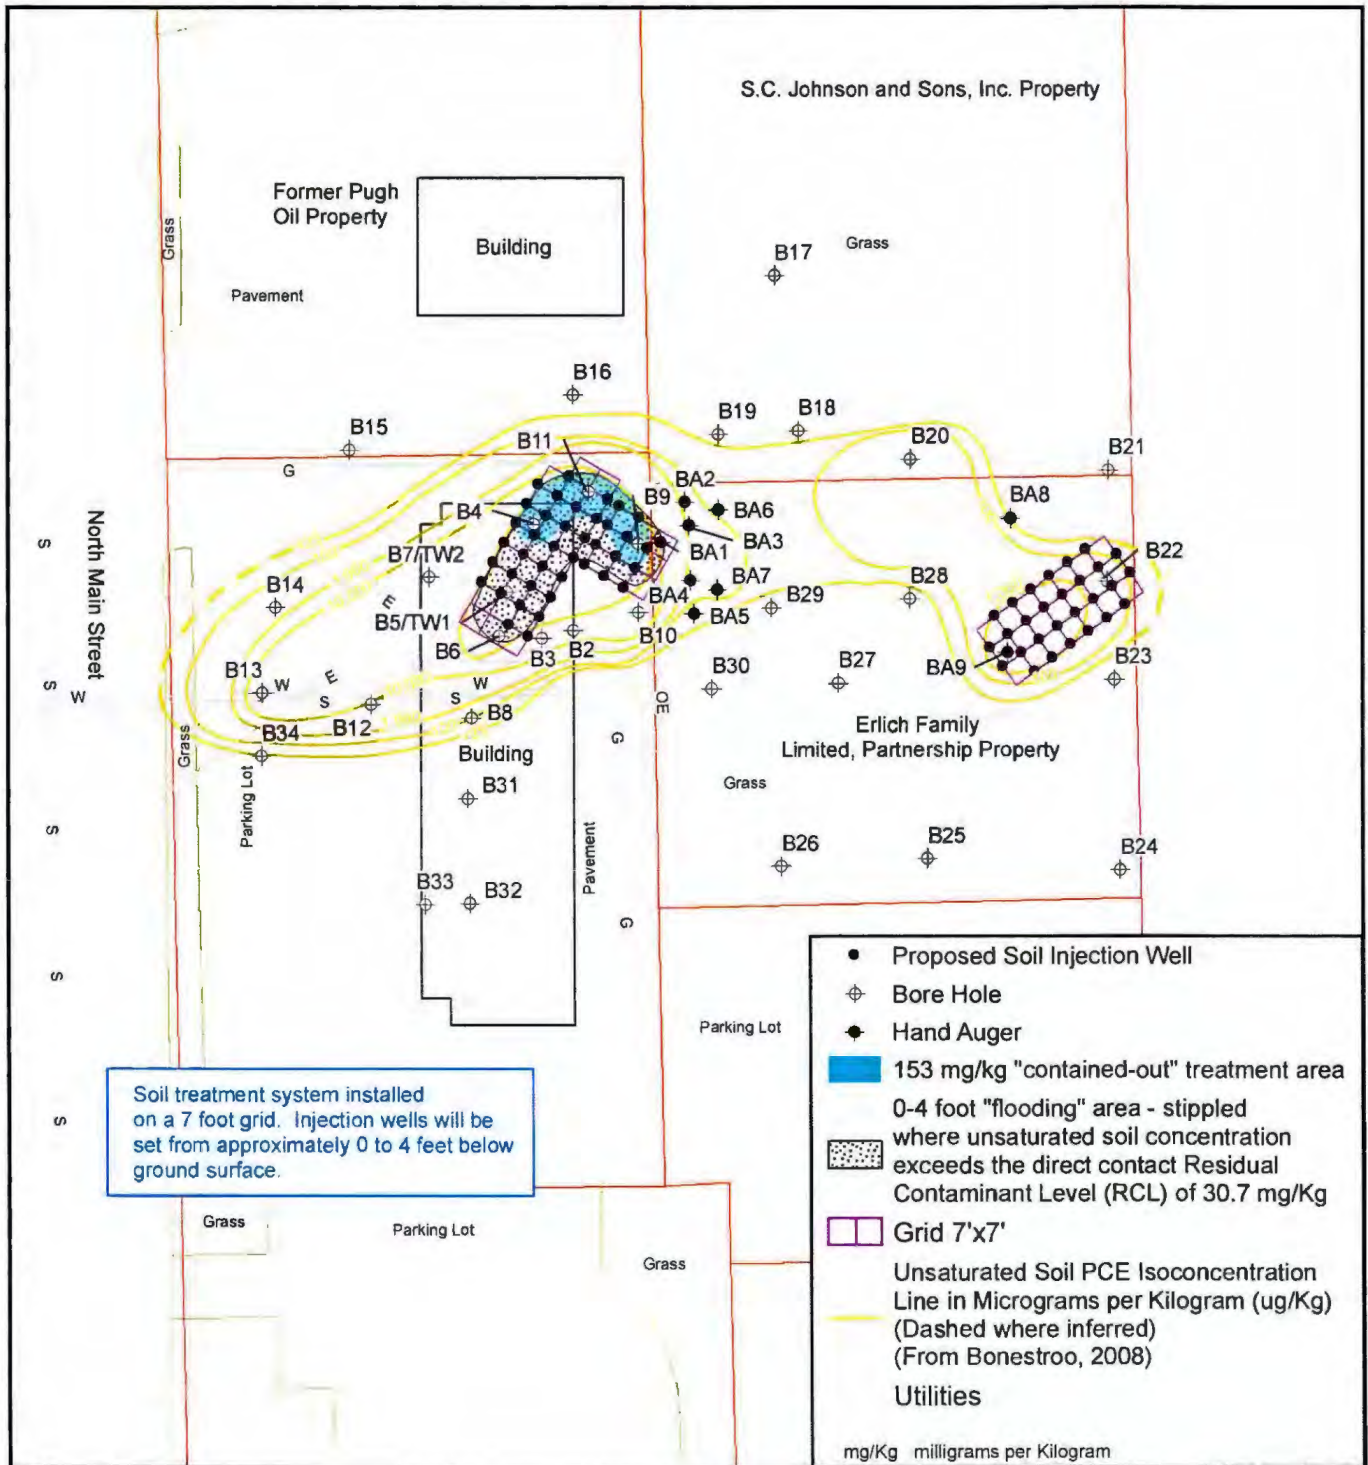 S.C. Johnson and Sons, Inc. Property
Former Pugh
Oil Property
Building
Grass
Grass
B17
Pavement
B16
B15
B19
B18
B11
B20
B21
G
BA2
B9
BA6
BA8
B4
North Main Street
S
BA1
BA3
B22
B7/TW2
BA7
B28
B14
E
BA4
B29
B5/TW1
BA5
B10
B6
B3
B2
BA9
B23
B13
W
E
S
W
S
B30
B27
S
W
B12
OE
B34
B8
Erlich Family
Limited, Partnership Property
Grass
G
Building
Parking Lot
B31
Grass
S
Pavement
B26
B25
B24
B33
B32
G
S
Parking Lot
S
Soil treatment system installed
on a 7 foot grid. Injection wells will be
set from approximately 0 to 4 feet below
ground surface.
Grass
Parking Lot
Grass
Proposed Soil Injection Well
Bore Hole
Hand Auger
153 mg/kg "contained-out" treatment area
0-4 foot "flooding" area - stippled
where unsaturated soil concentration
exceeds the direct contact Residual
Contaminant Level (RCL) of 30.7 mg/Kg
Grid 7'x7'
Unsaturated Soil PCE Isoconcentration
Line in Micrograms per Kilogram (ug/Kg)
(Dashed where inferred)
(From Bonestroo, 2008)
Utilities
mg/Kg milligrams per Kilogram